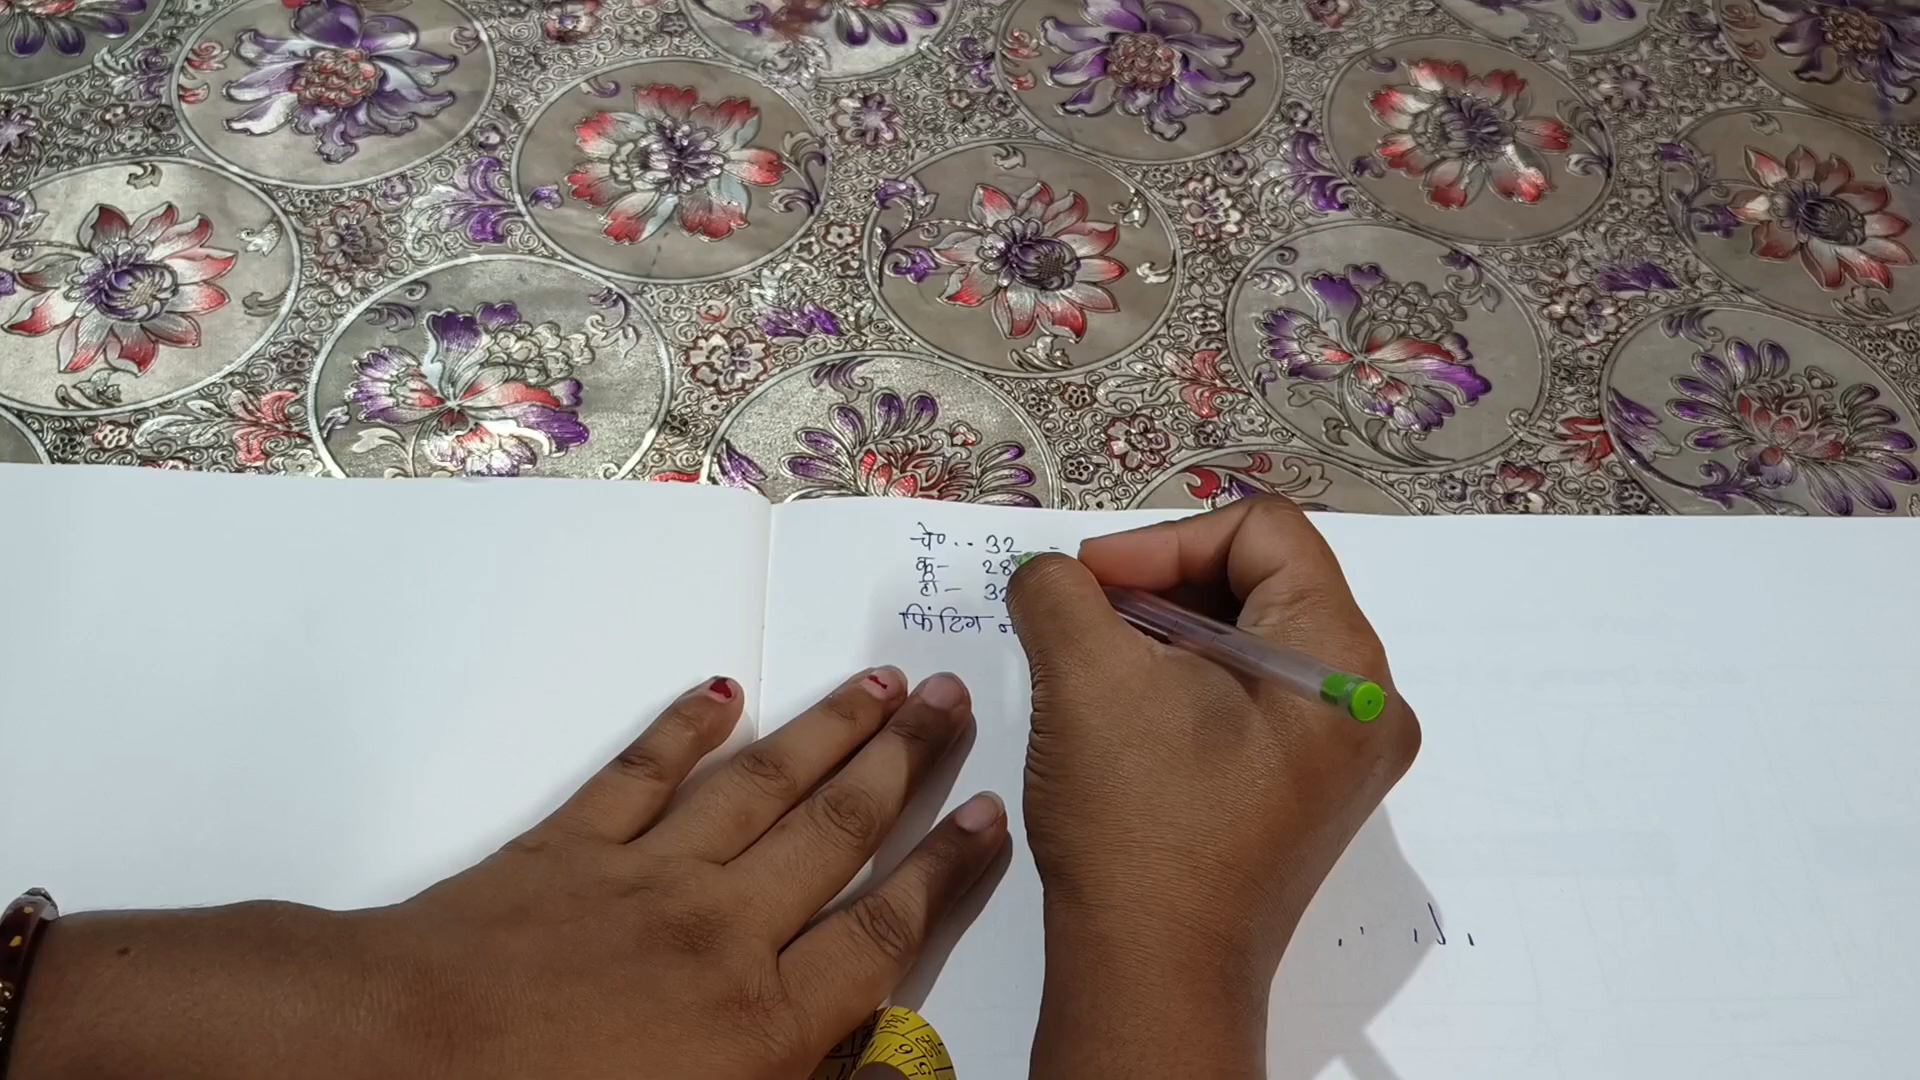 चे०.. 32 -
कू- 28
हा - 32
फिंटिंग